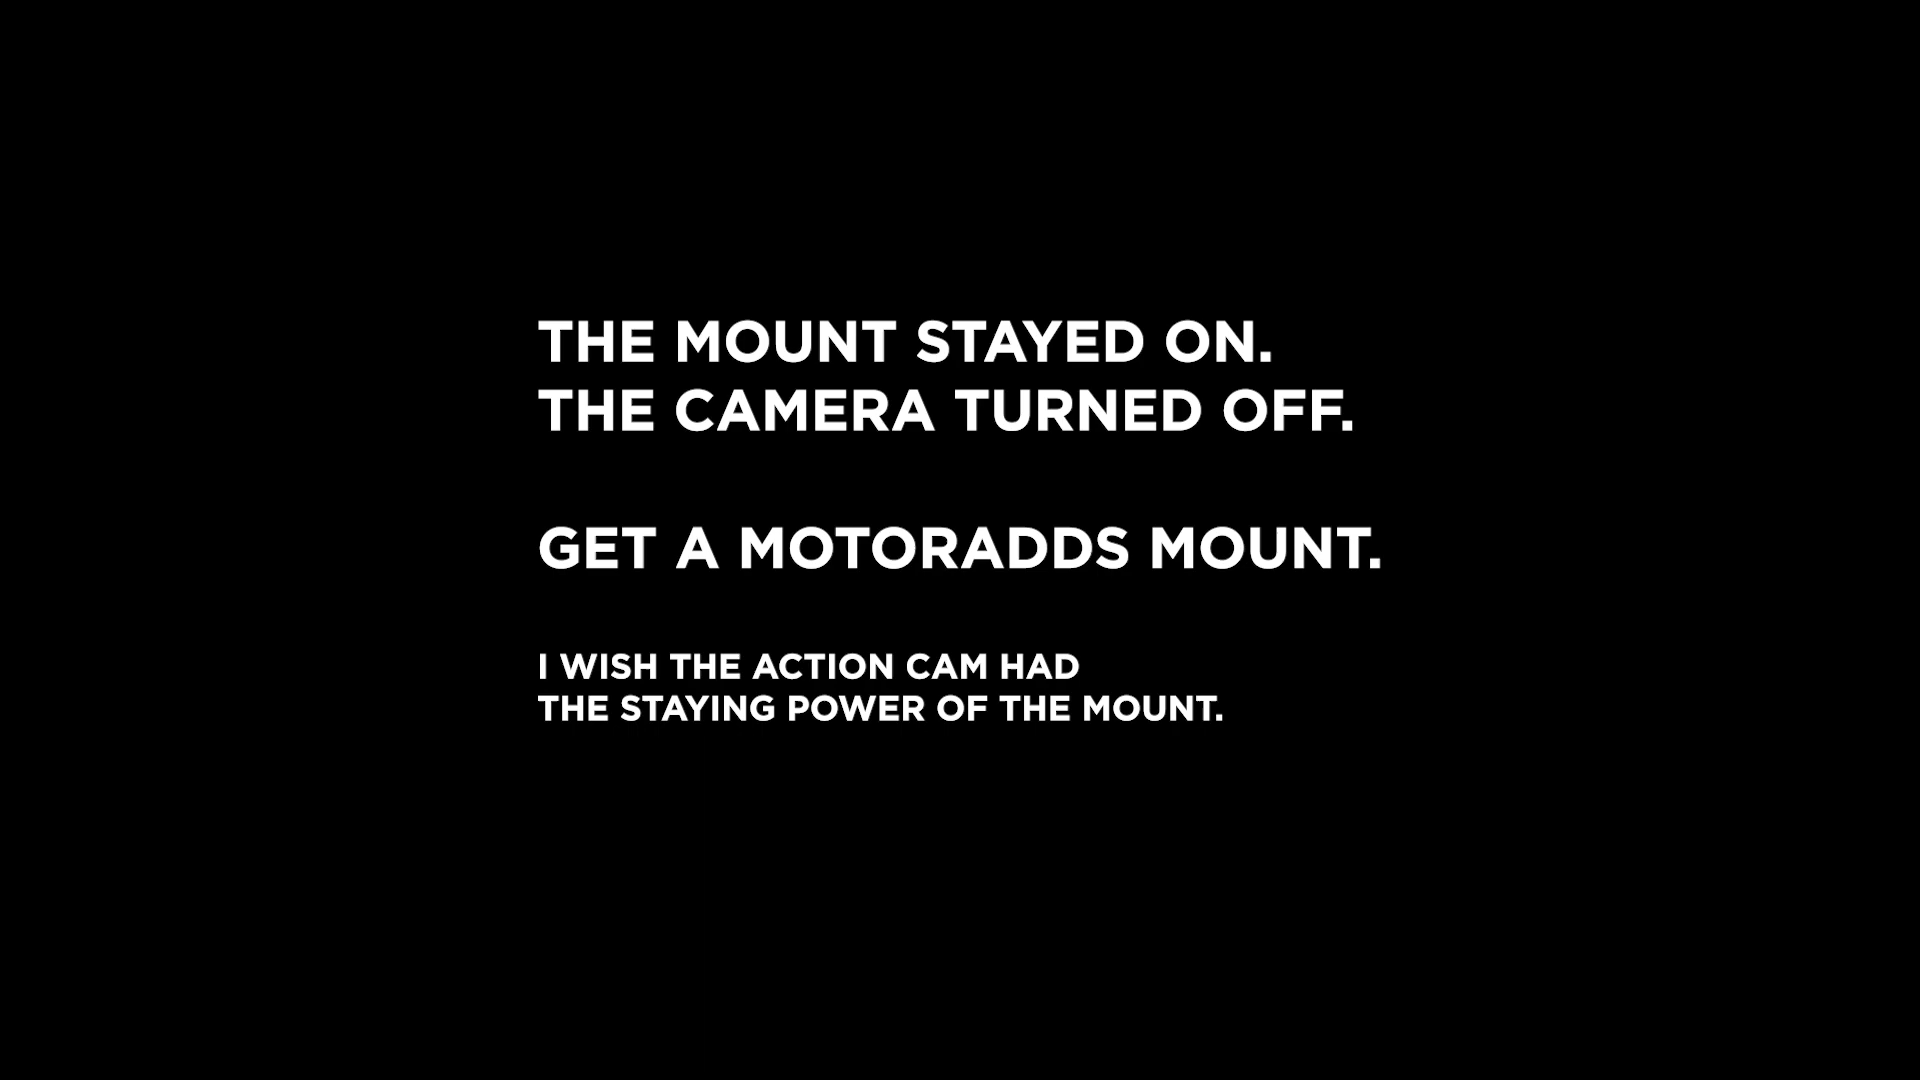 THE MOUNT STAYED ON.
THE CAMERA TURNED OFF.
GET A MOTORADDS MOUNT.
I WISH THE ACTION CAM HAD
THE STAYING POWER OF THE MOUNT.